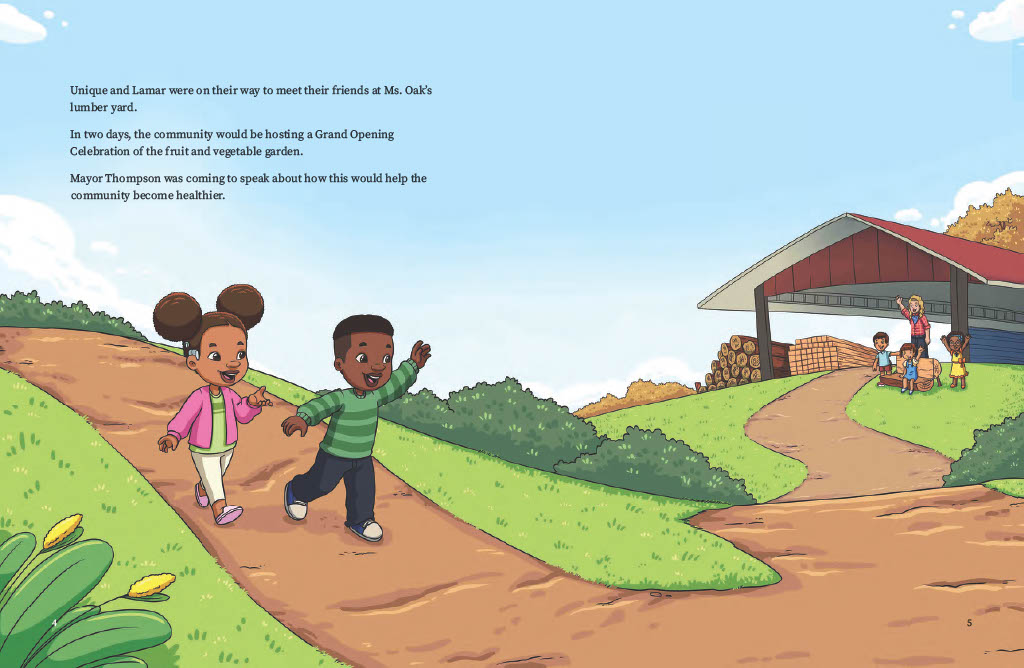 Unique and Lamar were on their way to meet their friends at Ms. Oak's
lumber yard.
In two days, the community would be hosting a Grand Opening
Celebration of the fruit and vegetable garden.
Mayor Thompson was coming to speak about how this would help the
community become healthier.
4
5